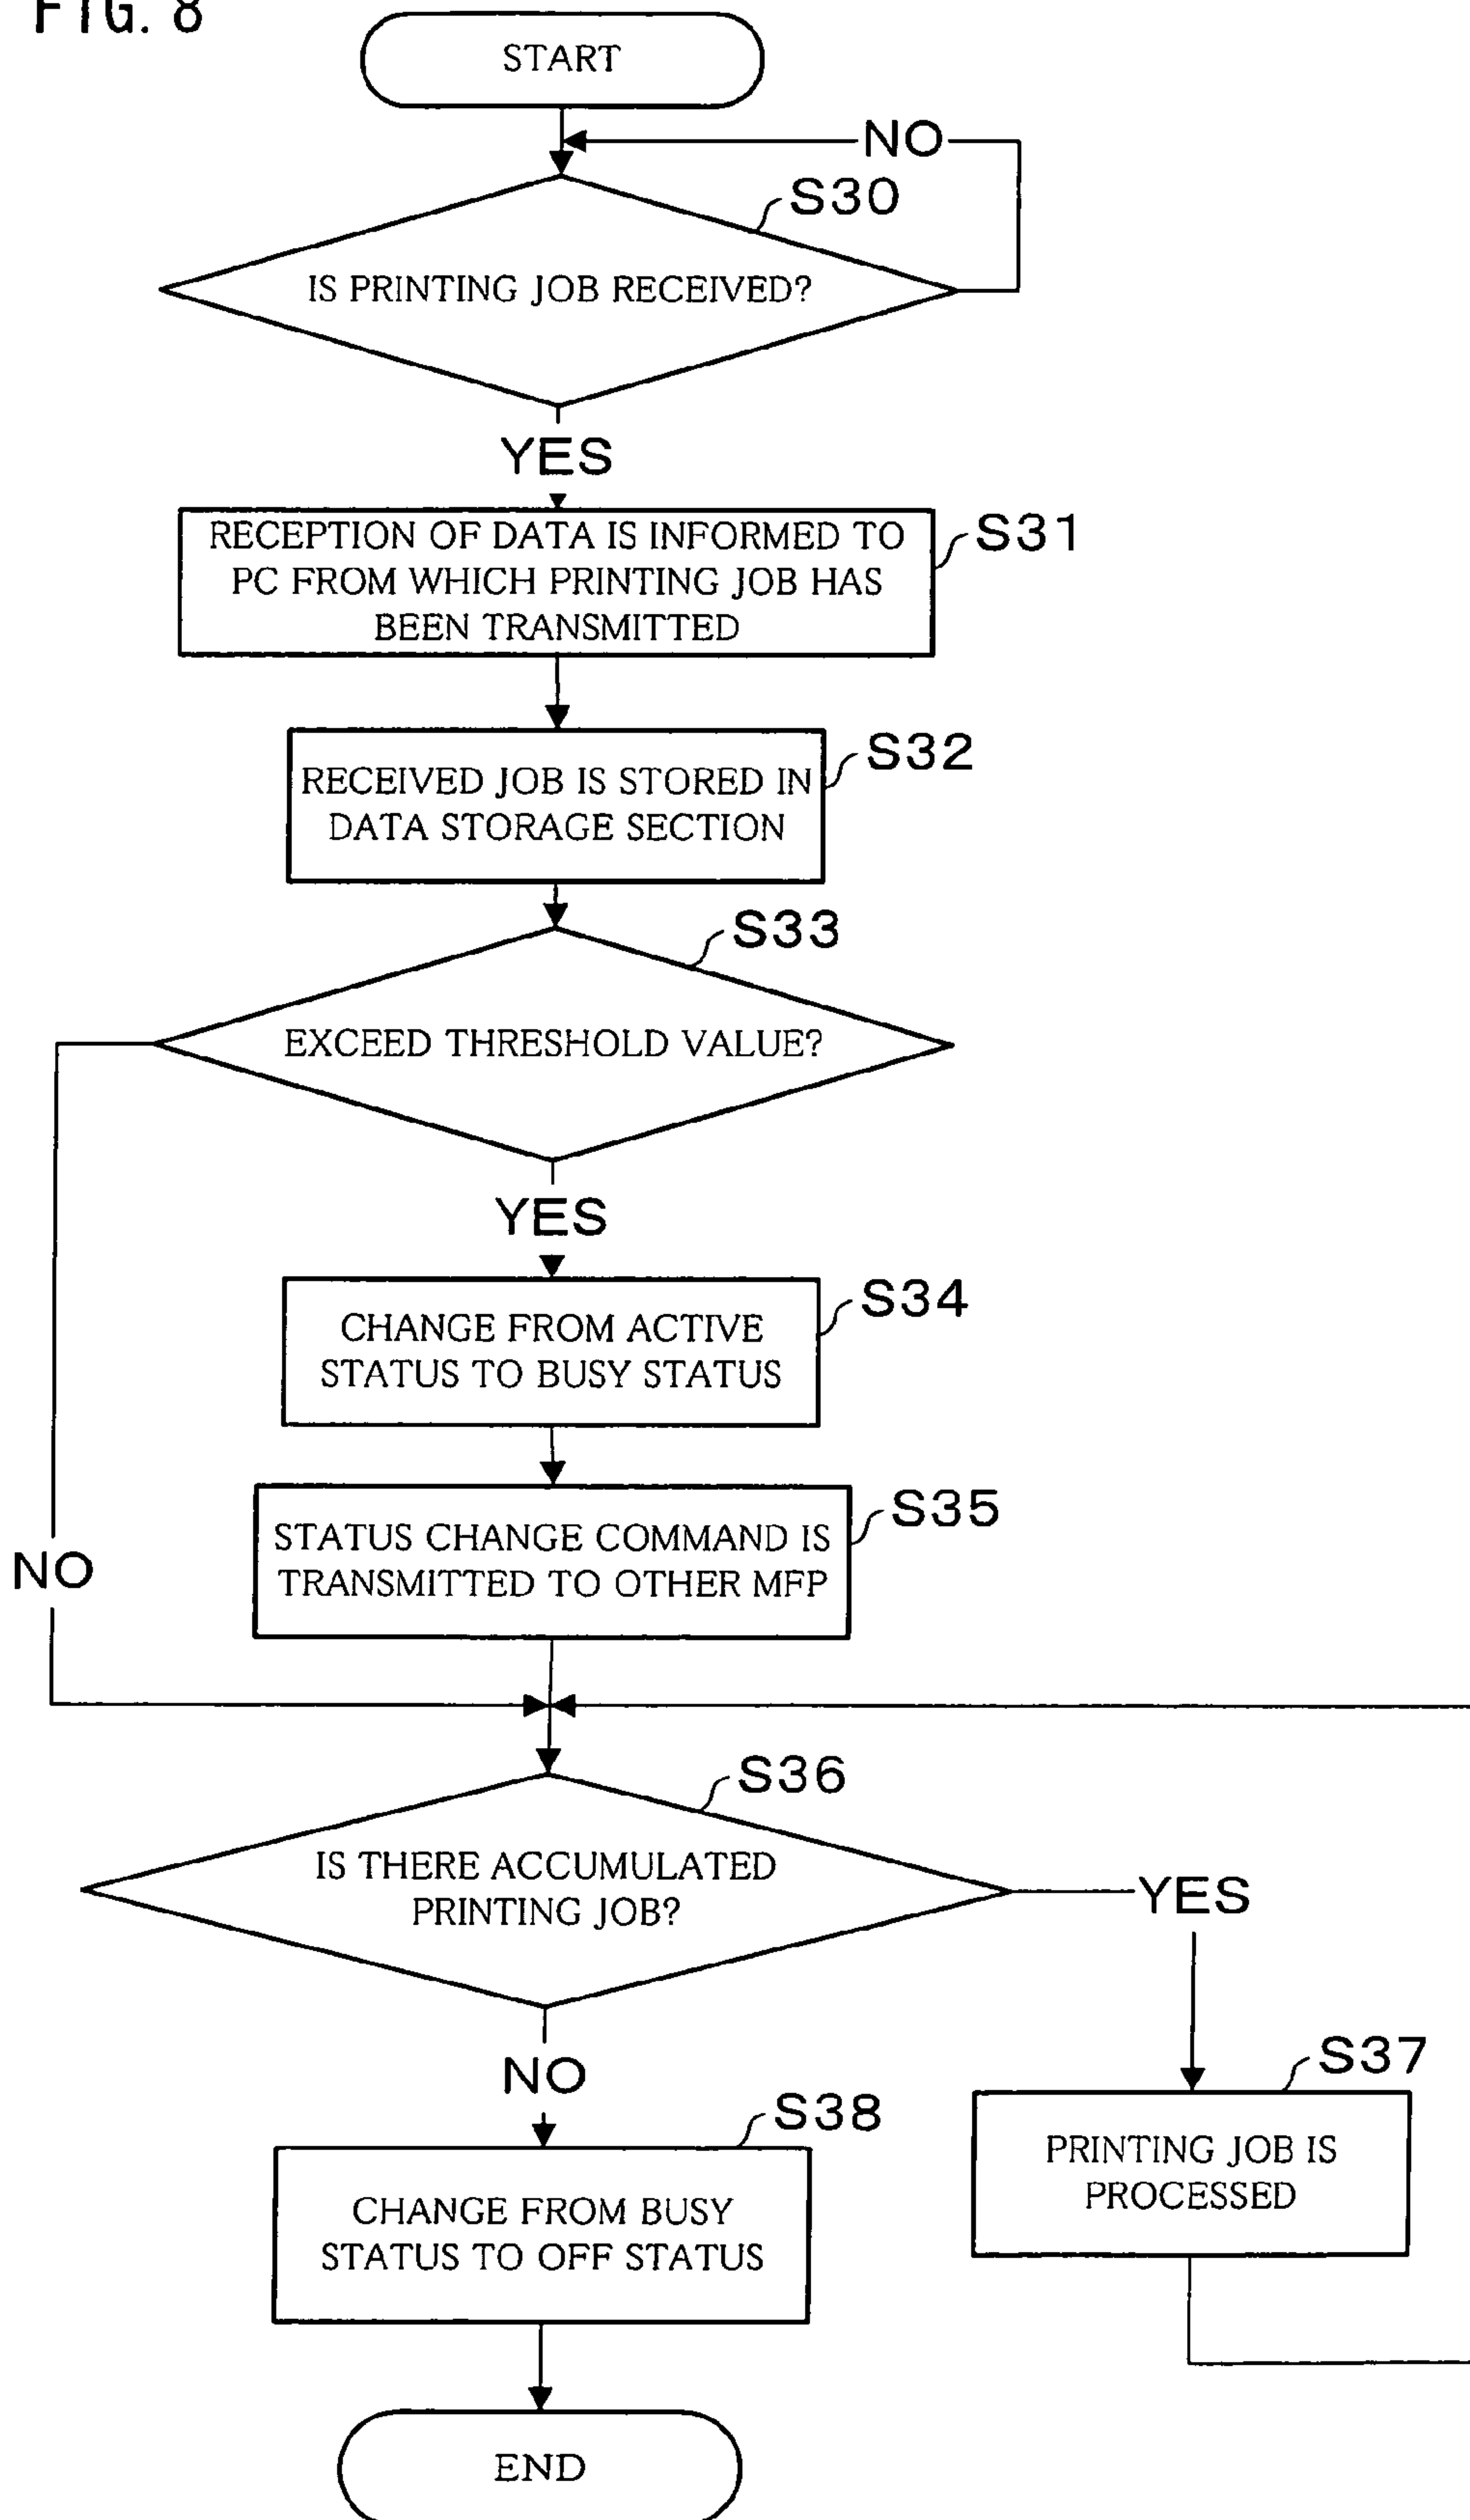 FIG. 8
START
NO
S30
IS PRINTING JOB RECEIVED?
YES
S31
RECEPTION OF DATA IS INFORMED TO
PC FROM WHICH PRINTING JOB HAS
BEEN TRANSMITTED
S32
RECEIVED JOB IS STORED IN
DATA STORAGE SECTION
S33
EXCEED THRESHOLD VALUE?
YES
S34
CHANGE FROM ACTIVE
STATUS TO BUSY STATUS
S35
STATUS CHANGE COMMAND IS
TRANSMITTED TO OTHER MFP
NO
S36
IS THERE ACCUMULATED
PRINTING JOB?
YES
NO
S37
PRINTING JOB IS
PROCESSED
S38
CHANGE FROM BUSY
STATUS TO OFF STATUS
END